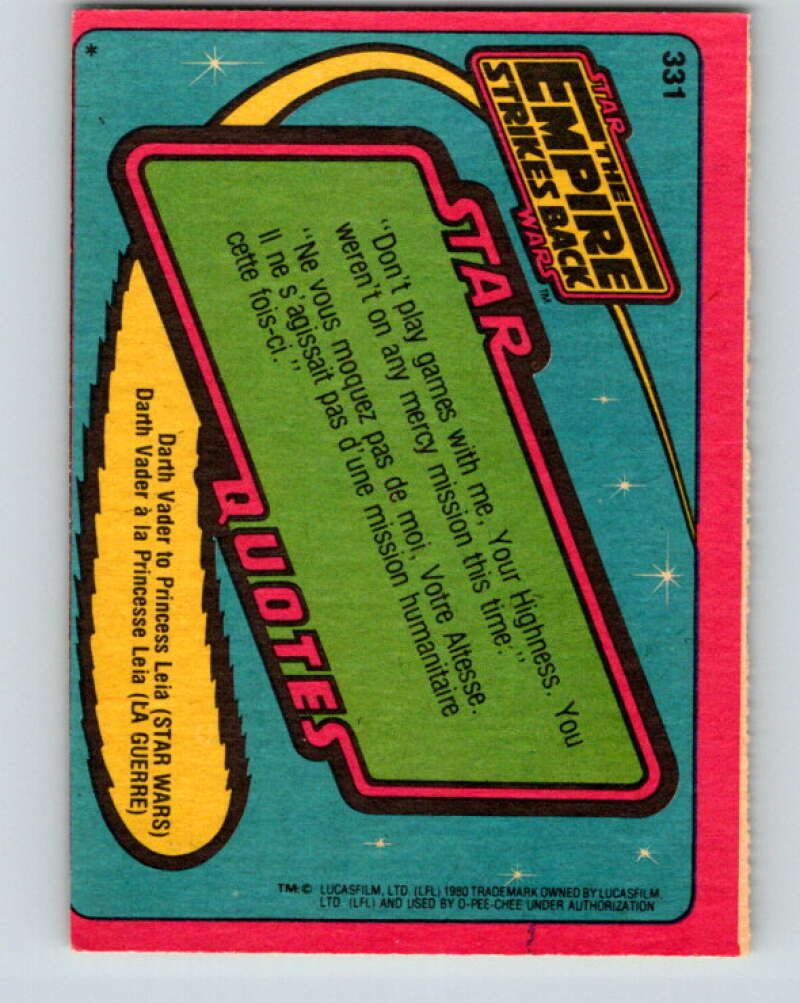 331
STAR
THE
EMPIRE
STRIKES BACK
WARS™
STAR
"Don't play games with me, Your Highness. You
weren't on any mercy mission this time."
"Ne vous moquez pas de moi, Votre Altesse.
Il ne s'agissait pas d'une mission humanitaire
cette fois-ci."
QUOTES
Darth Vader to Princess Leia (STAR WARS)
Darth Vader à la Princesse Leia (LA GUERRE)
TM: © LUCASFILM, LTD. (LFL) 1980 TRADEMARK OWNED BY LUCASFILM,
LTD. (LFL) AND USED BY O-PEE-CHEE UNDER AUTHORIZATION
*